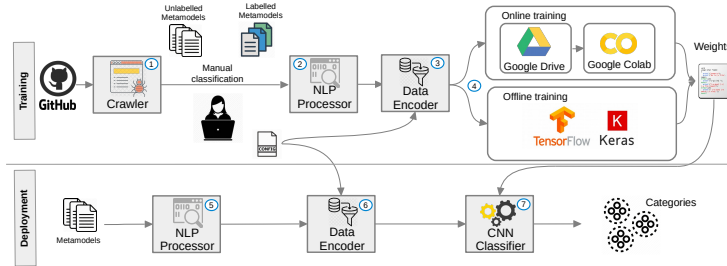 Training
GitHub
1
Crawler
Unlabelled
Metamodels
Labelled
Metamodels
Manual
classification
2
NLP
Processor
3
Data
Encoder
CONFIG
4
Online training
Google Drive
Google Colab
Offline training
TensorFlow
K
Keras
Weights
Deployment
Metamodels
5
NLP
Processor
6
Data
Encoder
7
CNN
Classifier
Categories